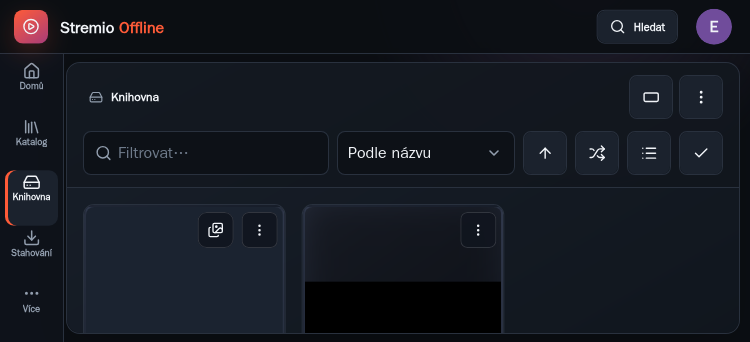 Stremio Offline
Hledat
E
Domů
Katalog
Knihovna
Stahování
Více
Knihovna
Filtrovat···
Podle názvu